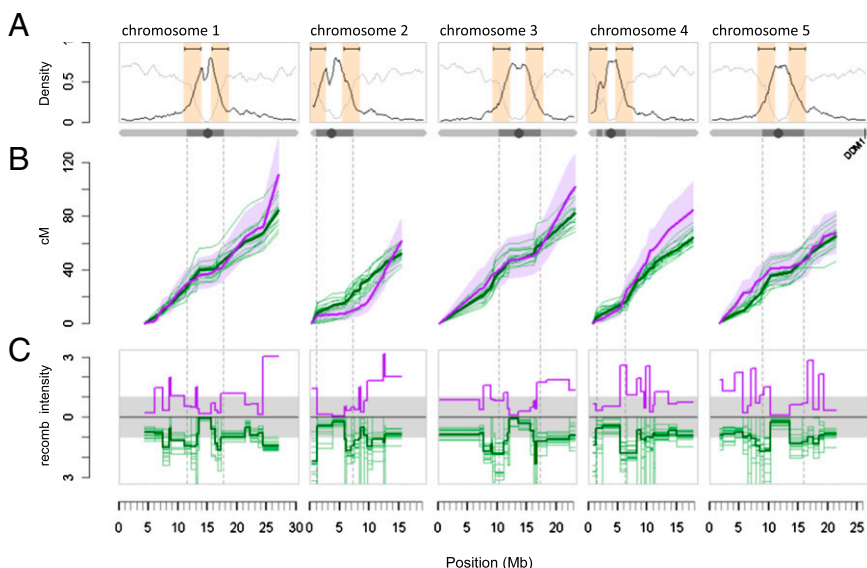 A
chromosome 1 chromosome 2 chromosome 3 chromosome 4 chromosome 5
Density
1
0.5
0
DDM1
B
cM
120
80
40
0
C
recomb intensity
3
0
3
0 5 10 15 20 25 30 0 5 10 15 0 5 10 15 20 0 5 10 15 0 5 10 15 20 25
Position (Mb)